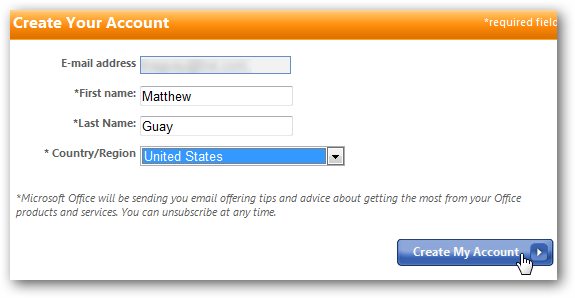 Create Your Account
*required field
E-mail address
*First name: Matthew
*Last Name: Guay
* Country/Region United States
*Microsoft Office will be sending you email offering tips and advice about getting the most from your Office
products and services. You can unsubscribe at any time.
Create My Account